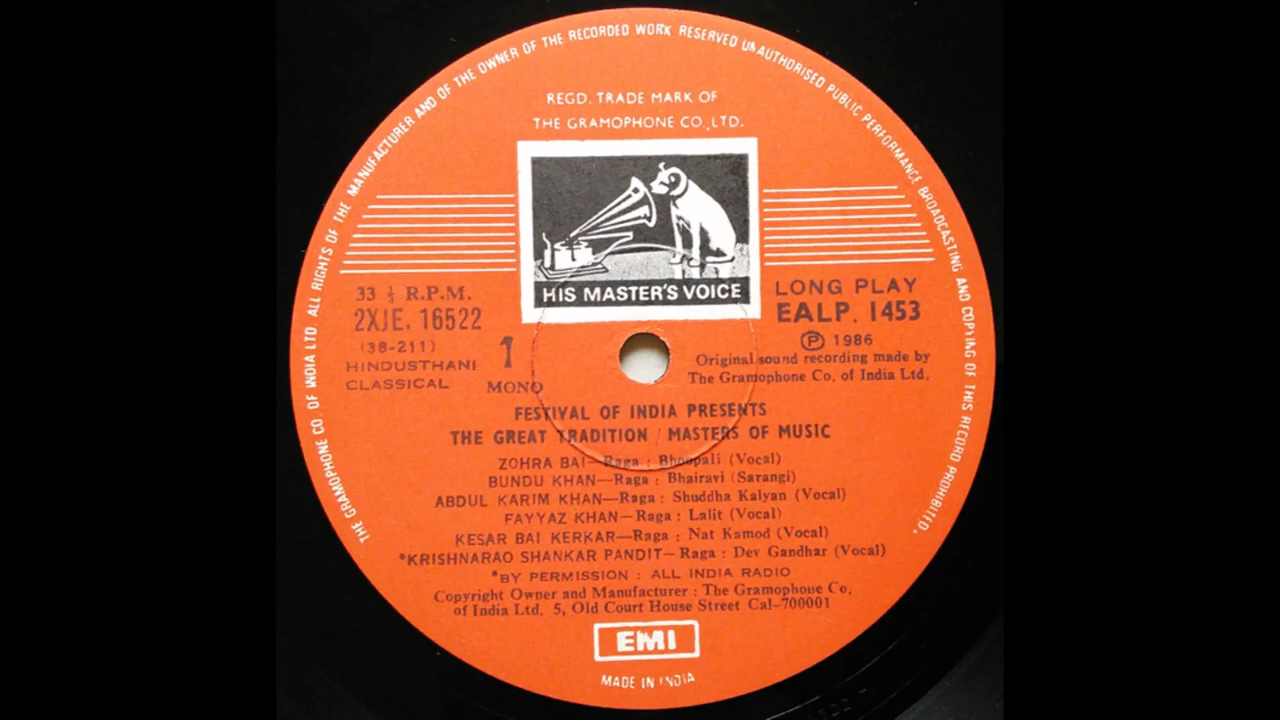 THE GRAMOPHONE CO. OF INDIA LTD. ALL RIGHTS OF THE MANUFACTURER AND OF THE OWNER OF THE RECORDED WORK RESERVED UNAUTHORISED PUBLIC PERFORMANCE BROADCASTING AND COPYING OF THIS RECORD PROHIBITED.
REGD. TRADE MARK OF
THE GRAMOPHONE CO., LTD.
HIS MASTER'S VOICE
33 ⅓ R.P.M.
2XJE. 16522
(38-211)
HINDUSTHANI
CLASSICAL
1
MONO
LONG PLAY
EALP. 1453
℗ 1986
Original sound recording made by
The Gramophone Co. of India Ltd.
FESTIVAL OF INDIA PRESENTS
THE GREAT TRADITION / MASTERS OF MUSIC
ZOHRA BAI—Raga : Bhoopali (Vocal)
BUNDU KHAN—Raga : Bhairavi (Sarangi)
ABDUL KARIM KHAN—Raga : Shuddha Kalyan (Vocal)
FAYYAZ KHAN—Raga : Lalit (Vocal)
KESAR BAI KERKAR—Raga : Nat Kamod (Vocal)
*KRISHNARAO SHANKAR PANDIT—Raga : Dev Gandhar (Vocal)
*BY PERMISSION : ALL INDIA RADIO
Copyright Owner and Manufacturer : The Gramophone Co.
of India Ltd. 5, Old Court House Street Cal-700001
EMI
MADE IN INDIA